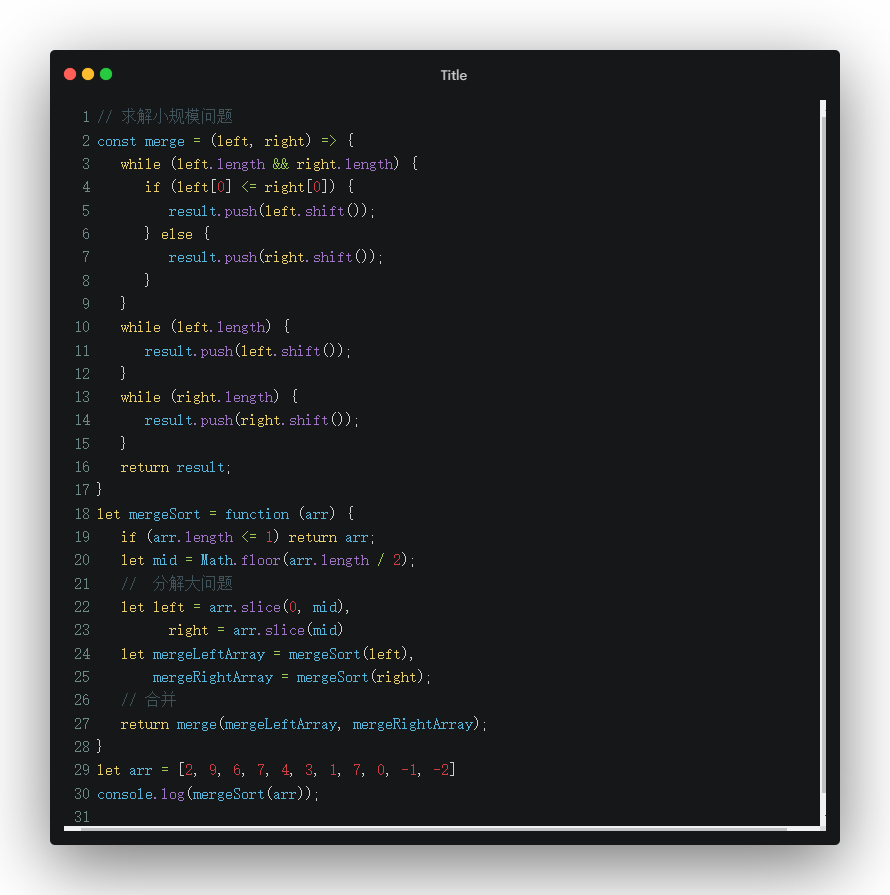 Title
1 // 求解小规模问题
2 const merge = (left, right) => {
3 while (left.length && right.length) {
4 if (left[0] <= right[0]) {
5 result.push(left.shift());
6 } else {
7 result.push(right.shift());
8 }
9 }
10 while (left.length) {
11 result.push(left.shift());
12 }
13 while (right.length) {
14 result.push(right.shift());
15 }
16 return result;
17 }
18 let mergeSort = function (arr) {
19 if (arr.length <= 1) return arr;
20 let mid = Math.floor(arr.length / 2);
21 // 分解大问题
22 let left = arr.slice(0, mid),
23 right = arr.slice(mid)
24 let mergeLeftArray = mergeSort(left),
25 mergeRightArray = mergeSort(right);
26 // 合并
27 return merge(mergeLeftArray, mergeRightArray);
28 }
29 let arr = [2, 9, 6, 7, 4, 3, 1, 7, 0, -1, -2]
30 console.log(mergeSort(arr));
31